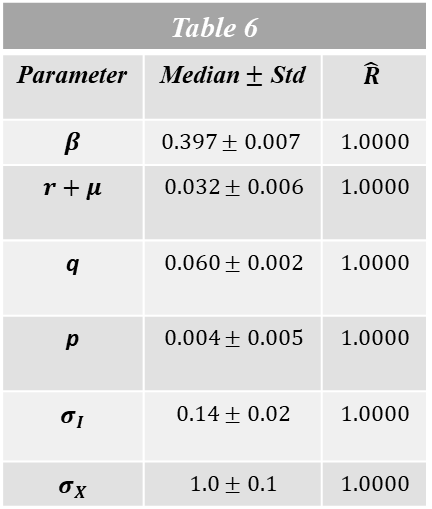 Table 6
Parameter Median ± Std R̂
β 0.397 ± 0.007 1.0000
r + μ 0.032 ± 0.006 1.0000
q 0.060 ± 0.002 1.0000
p 0.004 ± 0.005 1.0000
σ_I 0.14 ± 0.02 1.0000
σ_X 1.0 ± 0.1 1.0000